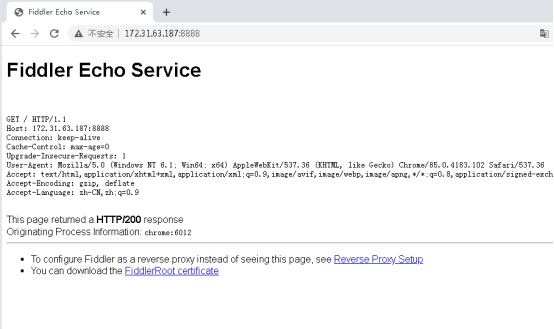 Fiddler Echo Service
不安全 172.31.63.187:8888
Fiddler Echo Service
GET / HTTP/1.1
Host: 172.31.63.187:8888
Connection: keep-alive
Cache-Control: max-age=0
Upgrade-Insecure-Requests: 1
User-Agent: Mozilla/5.0 (Windows NT 6.1; Win64; x64) AppleWebKit/537.36 (KHTML, like Gecko) Chrome/85.0.4183.102 Safari/537.36
Accept: text/html,application/xhtml+xml,application/xml;q=0.9,image/avif,image/webp,image/apng,*/*;q=0.8,application/signed-exch
Accept-Encoding: gzip, deflate
Accept-Language: zh-CN,zh;q=0.9
This page returned a HTTP/200 response
Originating Process Information: chrome:6012
• To configure Fiddler as a reverse proxy instead of seeing this page, see Reverse Proxy Setup
• You can download the FiddlerRoot certificate